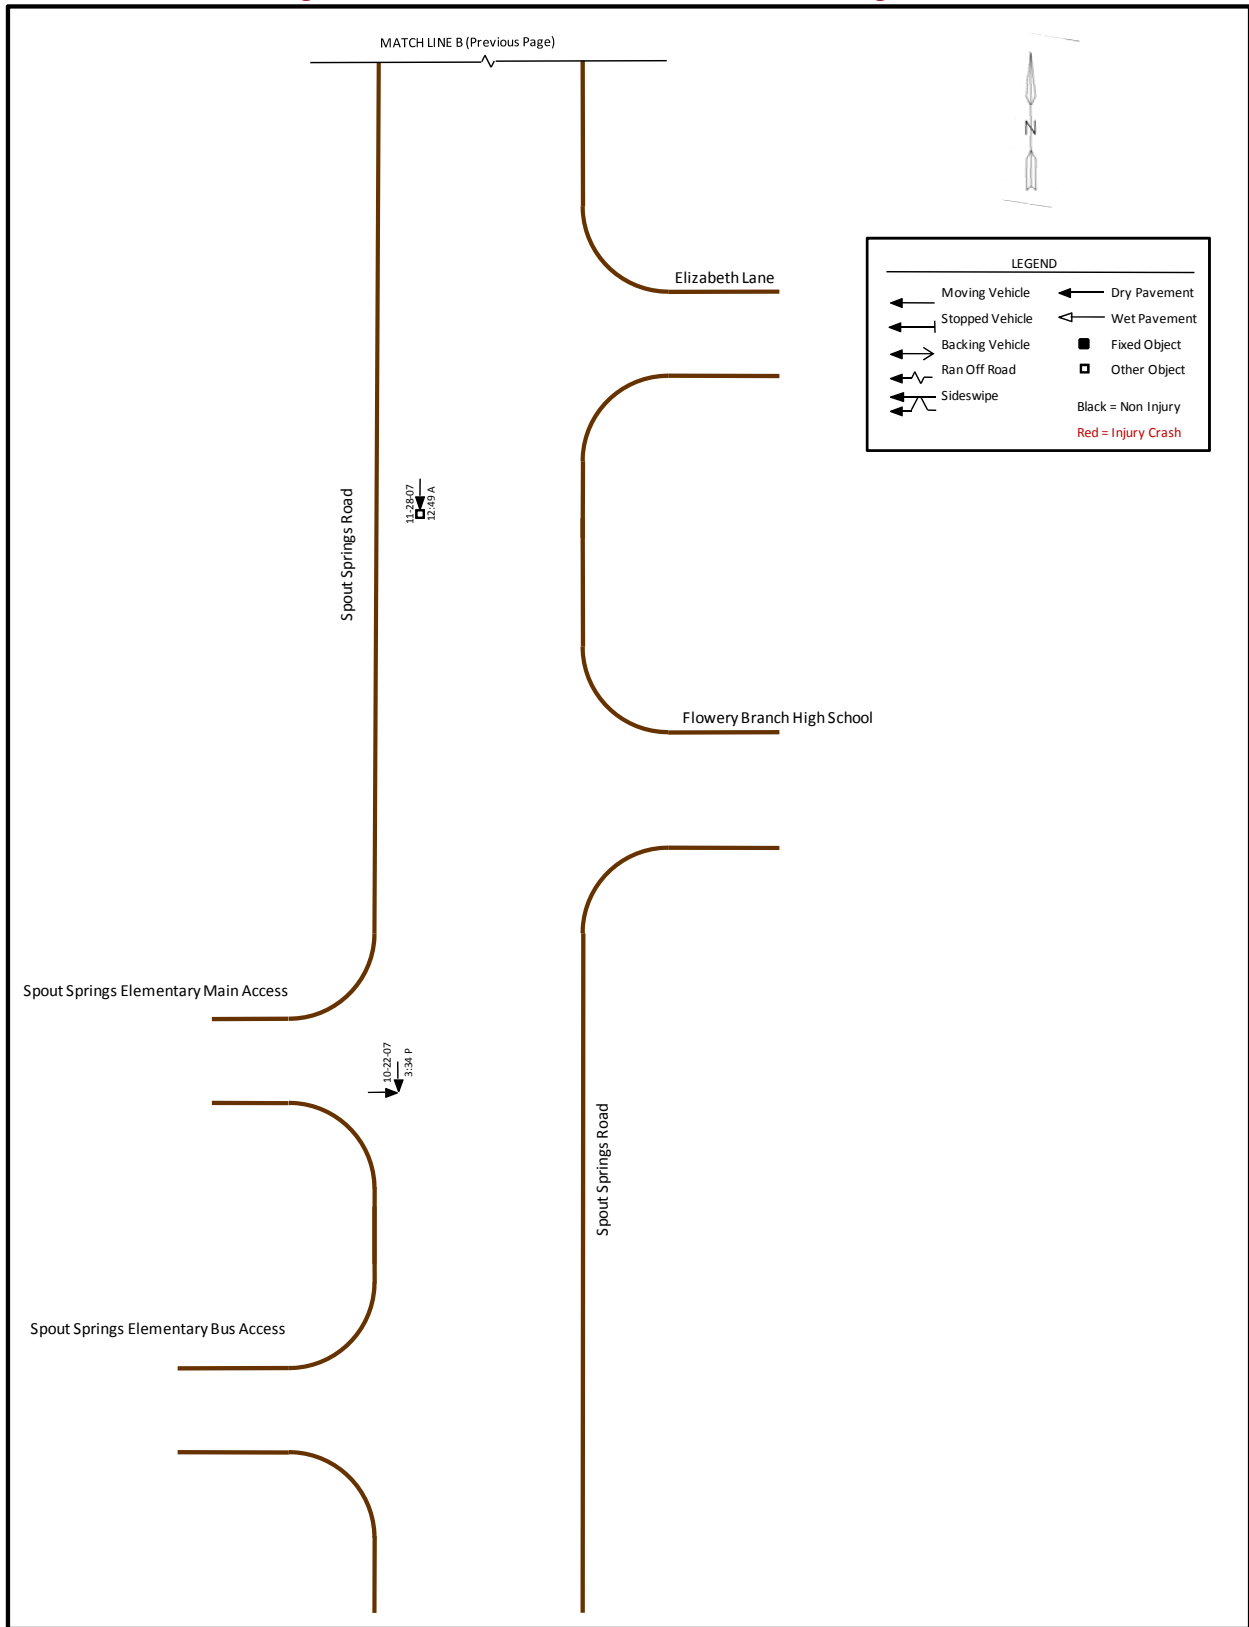 MATCH LINE B (Previous Page)
N
Elizabeth Lane
LEGEND
Moving Vehicle
Stopped Vehicle
Backing Vehicle
Ran Off Road
Sideswipe
Dry Pavement
Wet Pavement
Fixed Object
Other Object
Black = Non Injury
Red = Injury Crash
11-28-07
12:49 A
Spout Springs Road
Flowery Branch High School
Spout Springs Elementary Main Access
10-22-07
3:34 P
Spout Springs Road
Spout Springs Elementary Bus Access